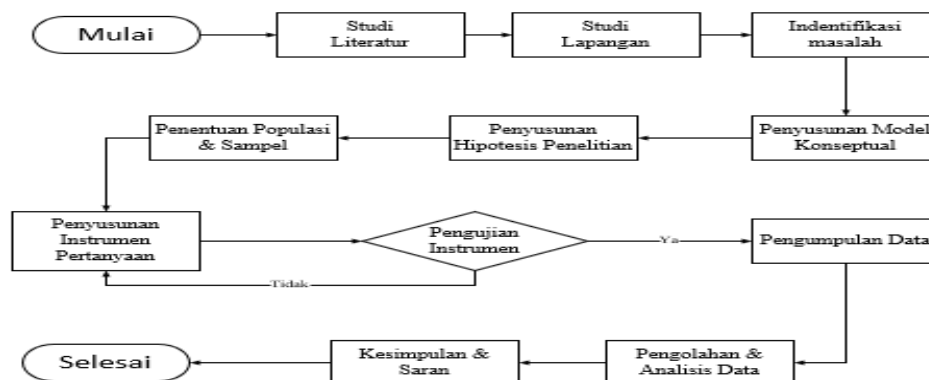 Mulai
Studi
Literatur
Studi
Lapangan
Indentifikasi
masalah
Penyusunan Model
Konseptual
Penyusunan
Hipotesis Penelitian
Penentuan Populasi
& Sampel
Penyusunan
Instrumen
Pertanyaan
Pengujian
Instrumen
Ya
Tidak
Pengumpulan Data
Pengolahan &
Analisis Data
Kesimpulan &
Saran
Selesai